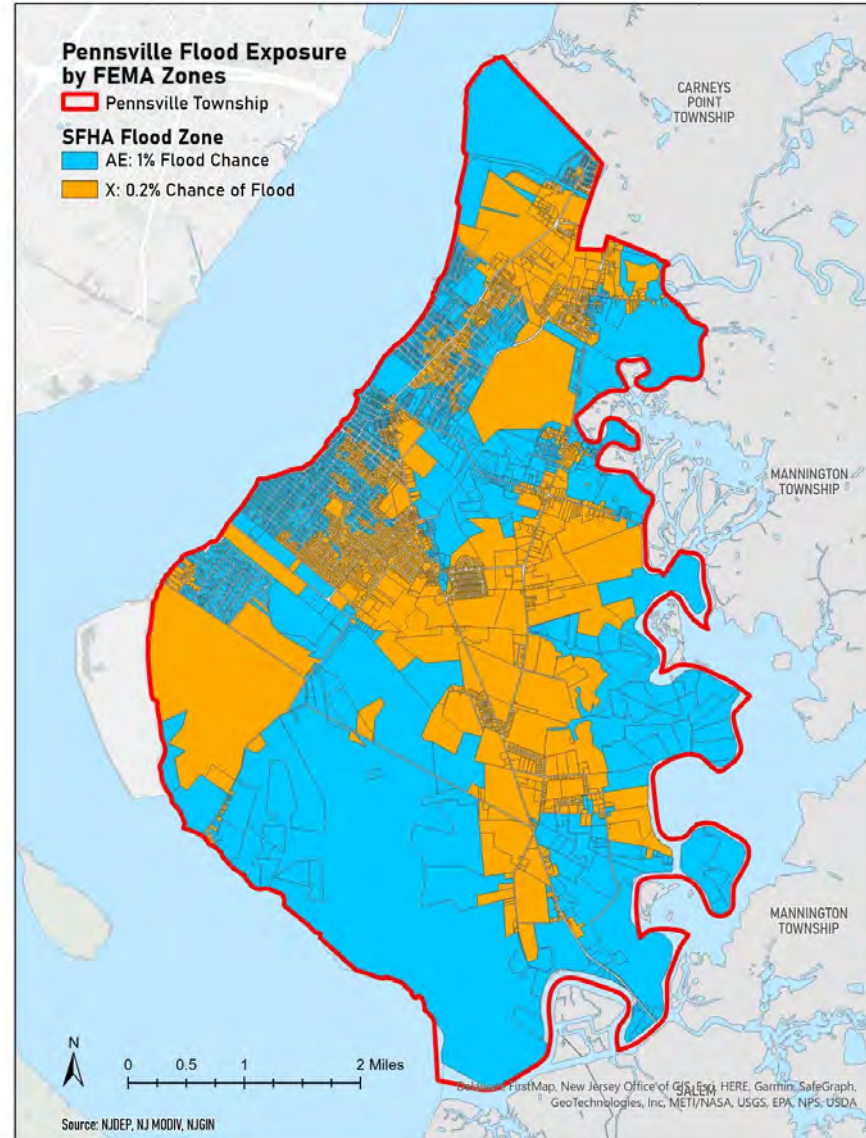 Pennsville Flood Exposure
by FEMA Zones
Pennsville Township
SFHA Flood Zone
AE: 1% Flood Chance
X: 0.2% Chance of Flood
CARNEYS
POINT
TOWNSHIP
MANNINGTON
TOWNSHIP
MANNINGTON
TOWNSHIP
N
0 0.5 1 2 Miles
SALEM
Delaware FirstMap, New Jersey Office of GIS, Esri, HERE, Garmin, SafeGraph,
GeoTechnologies, Inc, METI/NASA, USGS, EPA, NPS, USDA
Source: NJDEP, NJ MODIV, NJGIN